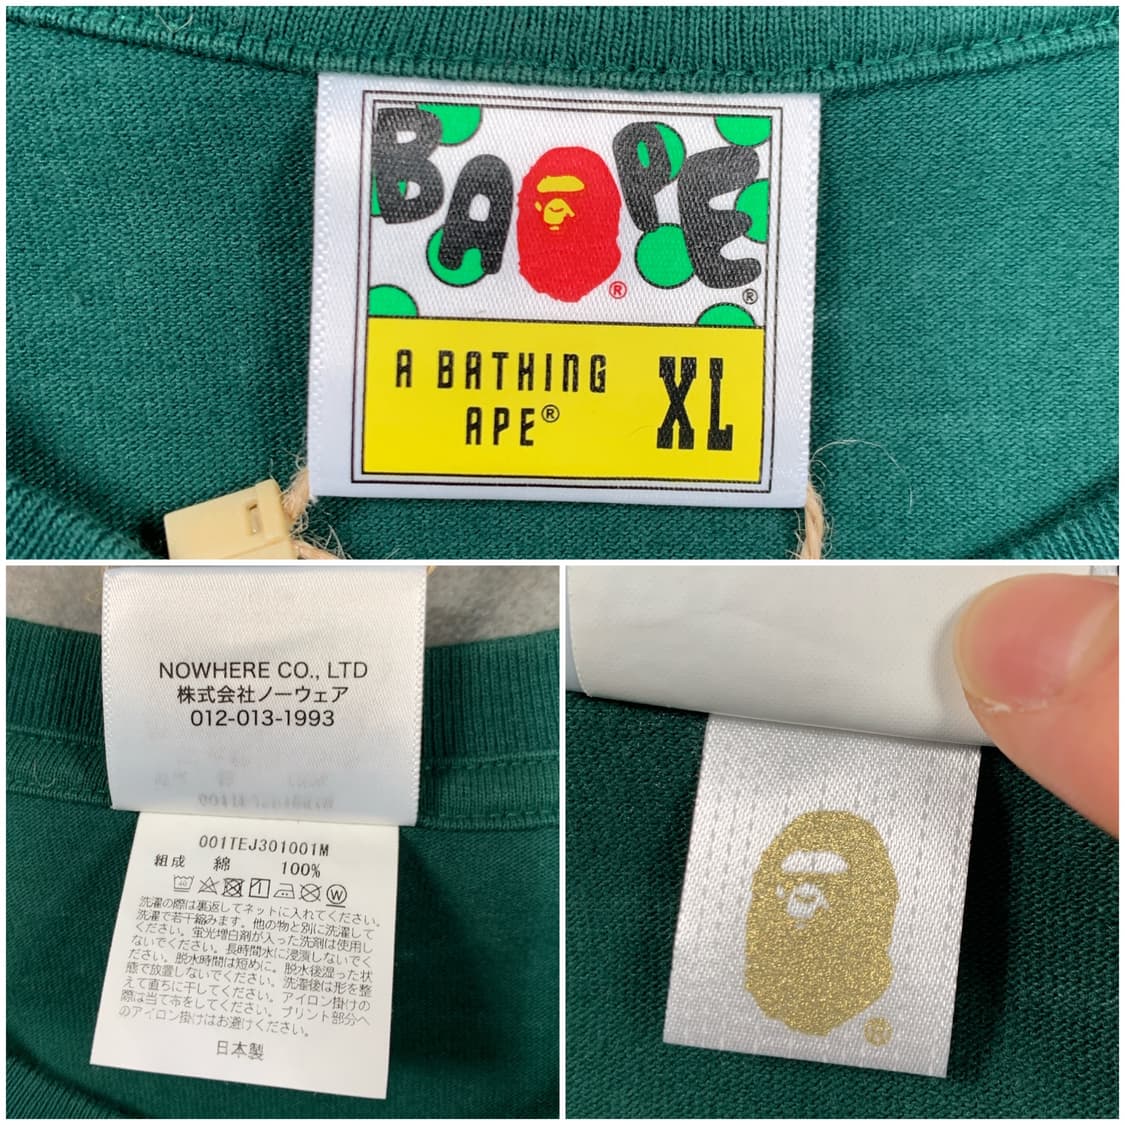 BAPE
®
®
A BATHING
APE®
XL
NOWHERE CO., LTD
株式会社ノーウェア
012-013-1993
001TEJ301001M
組成 綿 100%
40
W
洗濯の際は裏返してネットに入れてください。
洗濯で若干縮みます。他の物と別に洗濯して
ください。蛍光増白剤が入った洗剤は使用し
ないでください。長時間水に浸漬しないでく
ださい。脱水時間は短めに。脱水後湿った状
態で放置しないでください。洗濯後は形を整
えて直ちに干してください。アイロン掛けの
際は当て布をしてください。プリント部分へ
のアイロン掛けはお避けください。
日本製
®